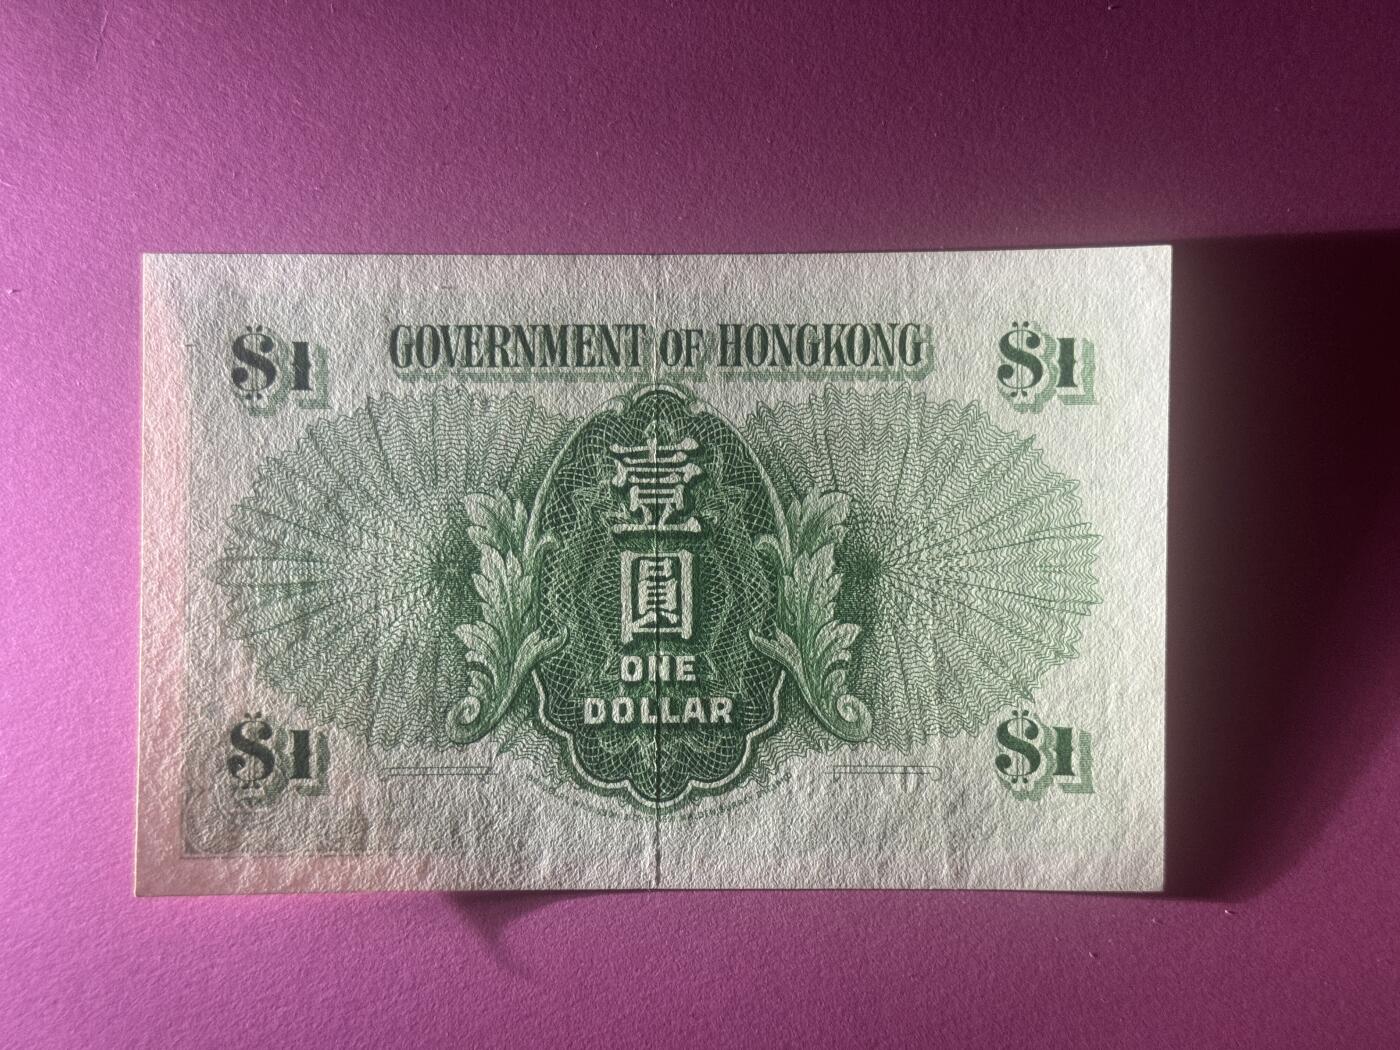 $1 GOVERNMENT OF HONGKONG $1
壹
圓
ONE
DOLLAR
$1 $1